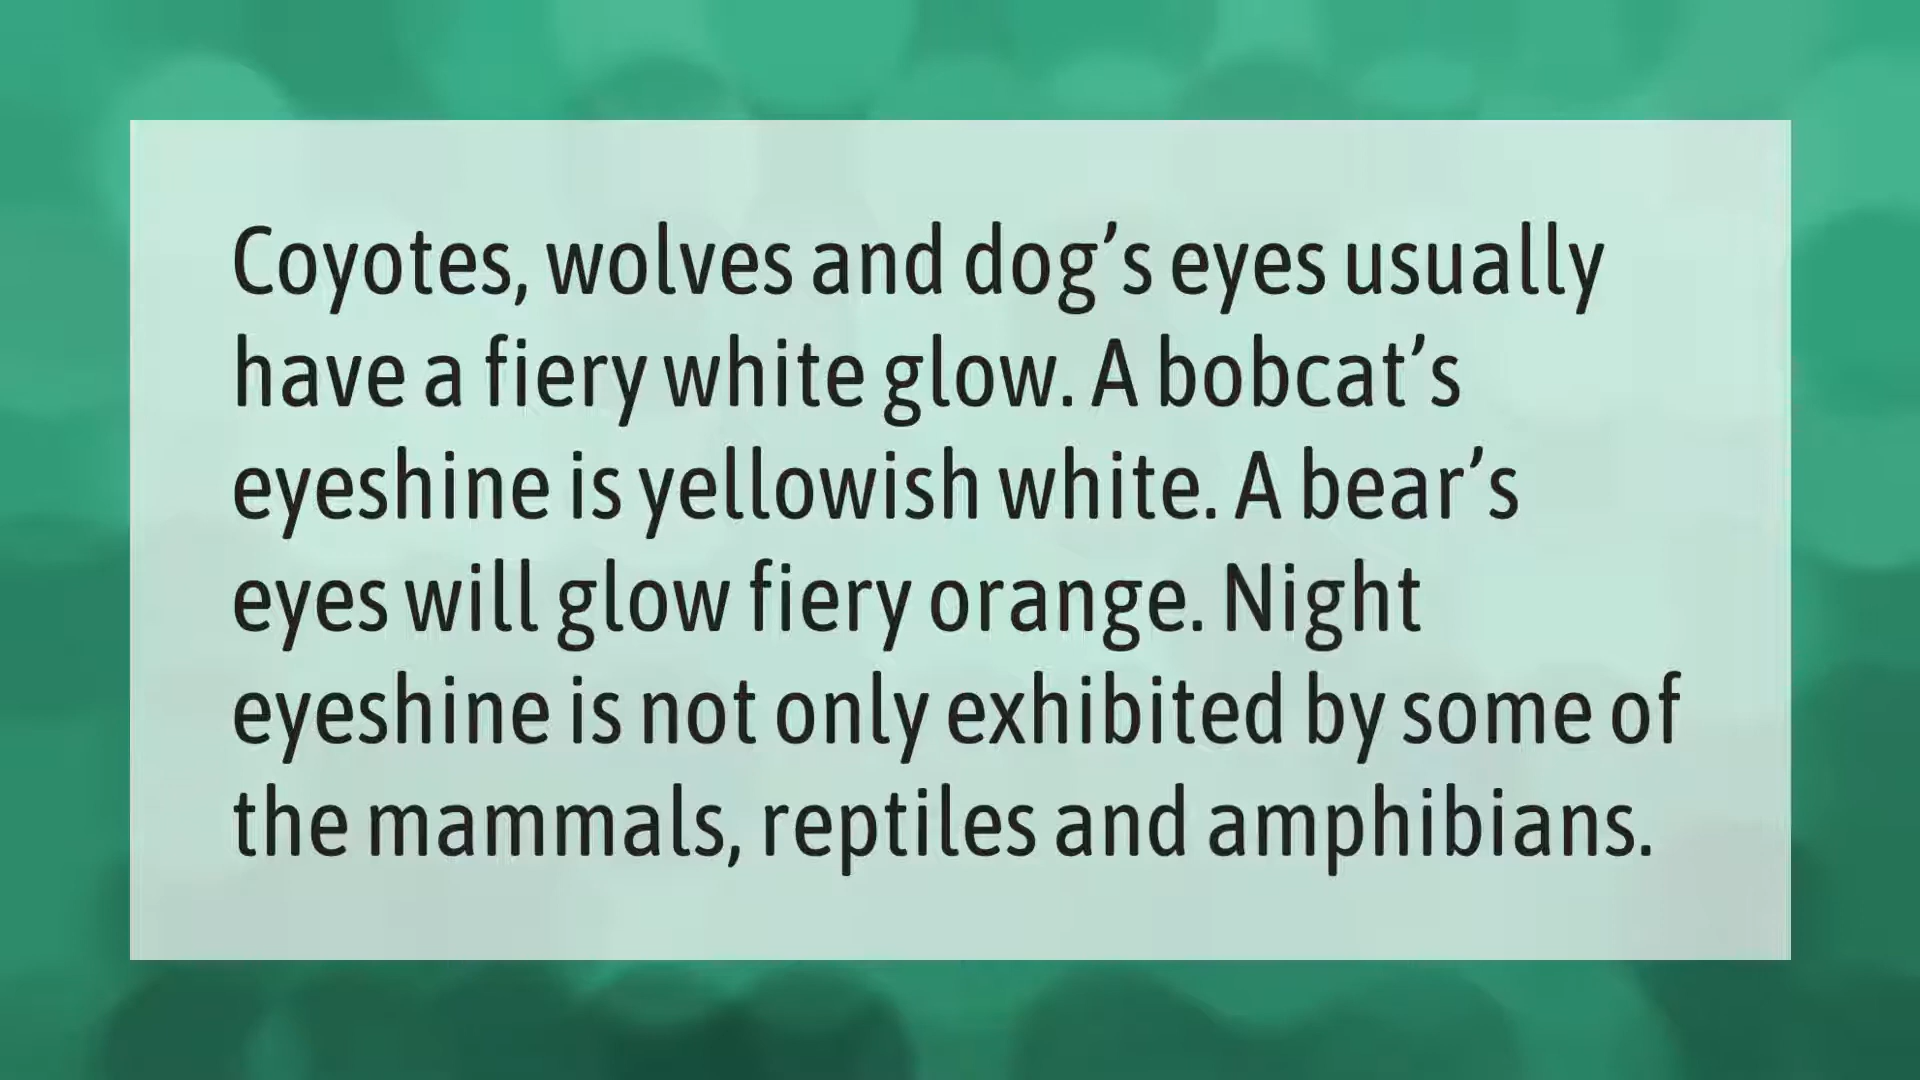 Coyotes, wolves and dog’s eyes usually
have a fiery white glow. A bobcat’s
eyeshine is yellowish white. A bear’s
eyes will glow fiery orange. Night
eyeshine is not only exhibited by some of
the mammals, reptiles and amphibians.